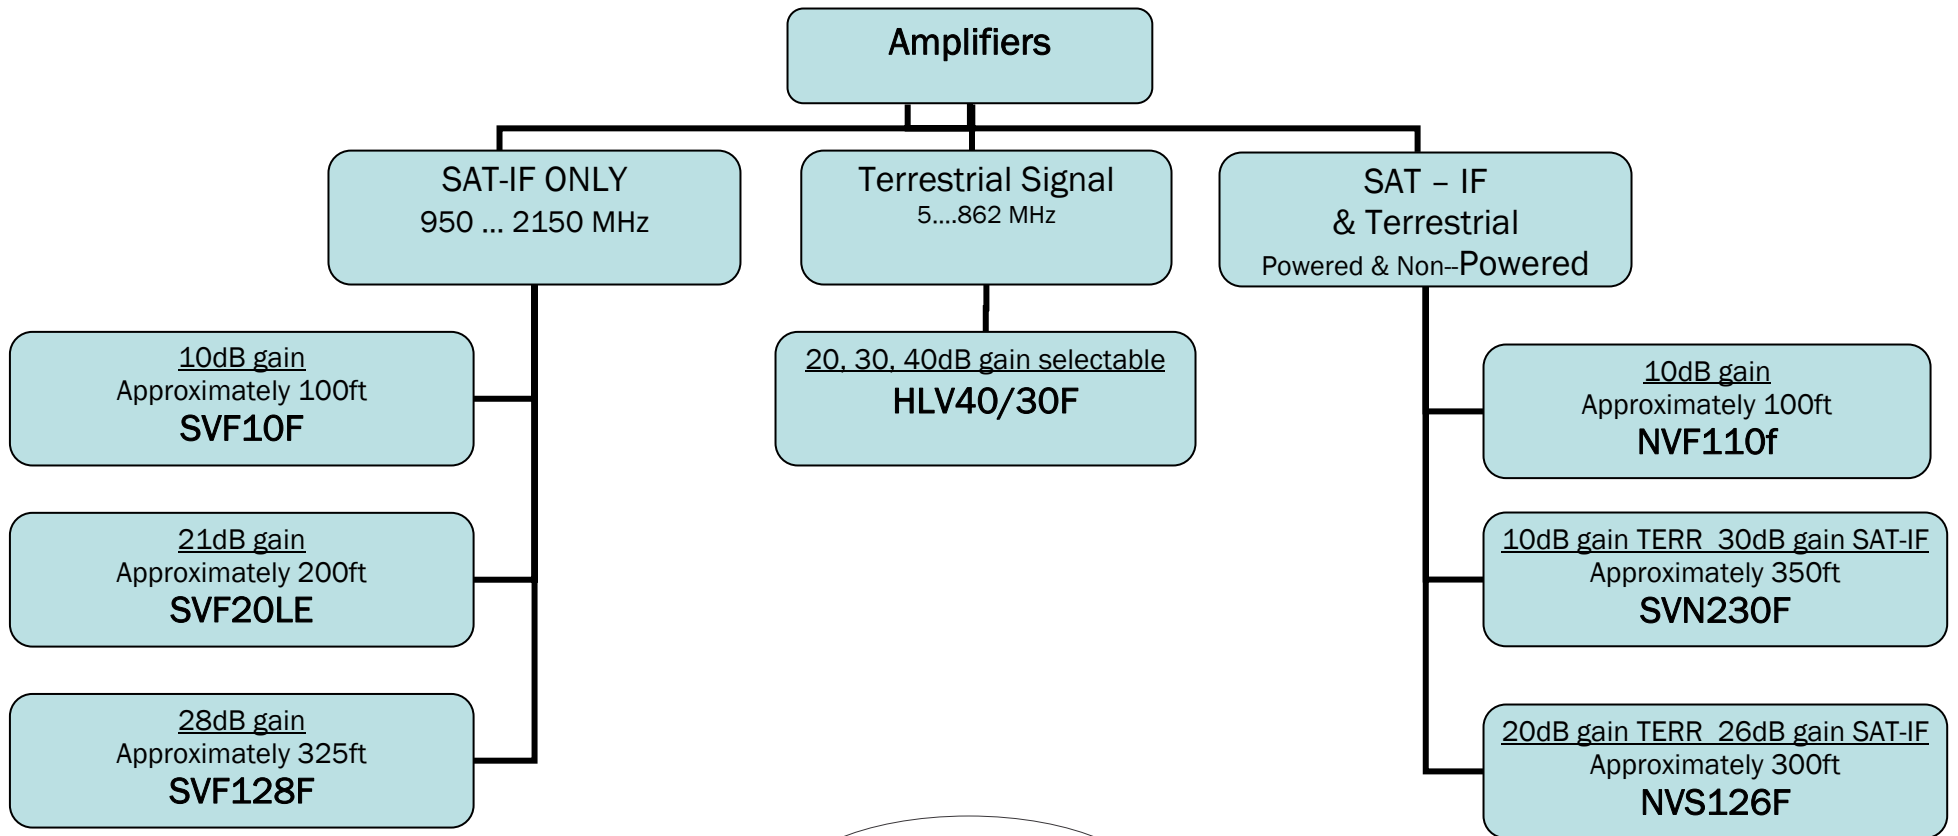 Amplifiers
SAT-IF ONLY
950 ... 2150 MHz
Terrestrial Signal
5....862 MHz
SAT – IF
& Terrestrial
Powered & Non--Powered
10dB gain
Approximately 100ft
SVF10F
21dB gain
Approximately 200ft
SVF20LE
28dB gain
Approximately 325ft
SVF128F
20, 30, 40dB gain selectable
HLV40/30F
10dB gain
Approximately 100ft
NVF110f
10dB gain TERR  30dB gain SAT-IF
Approximately 350ft
SVN230F
20dB gain TERR  26dB gain SAT-IF
Approximately 300ft
NVS126F